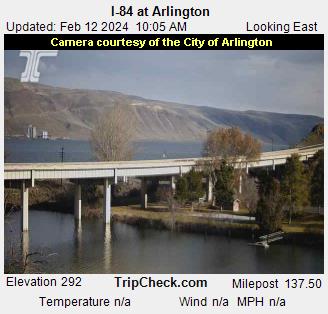 I-84 at Arlington
Updated: Feb 12 2024 10:05 AM Looking East
Camera courtesy of the City of Arlington
Elevation 292 TripCheck.com Milepost 137.50
Temperature n/a Wind n/a MPH n/a